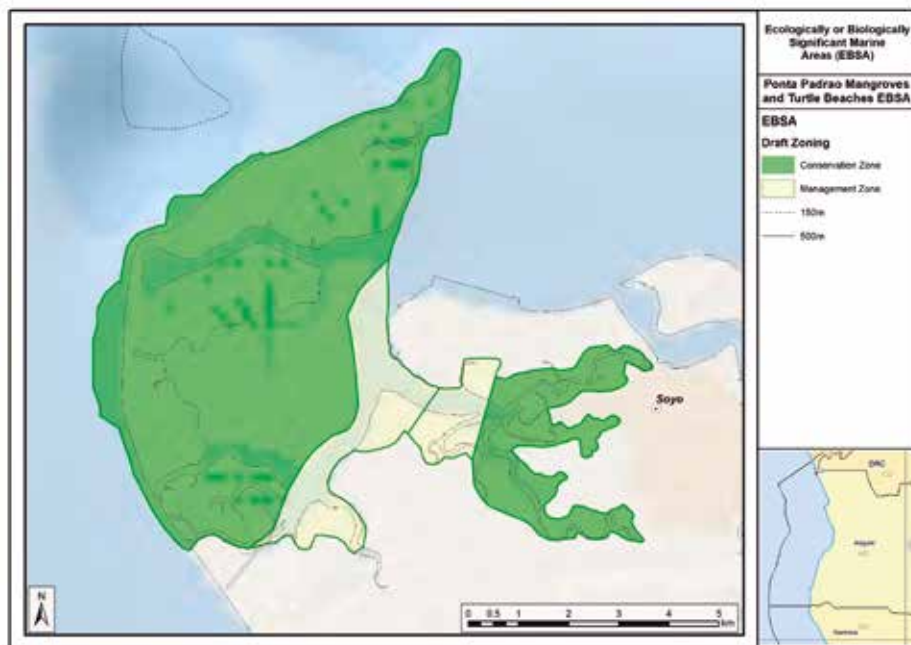 Ecologically or Biologically
Significant Marine
Areas (EBSA)
Ponta Padrao Mangroves
and Turtle Beaches EBSA
EBSA
Draft Zoning
Conservation Zone
Management Zone
150m
500m
Soyo
N
0 0.5 1 2 3 4 5
km
DRC